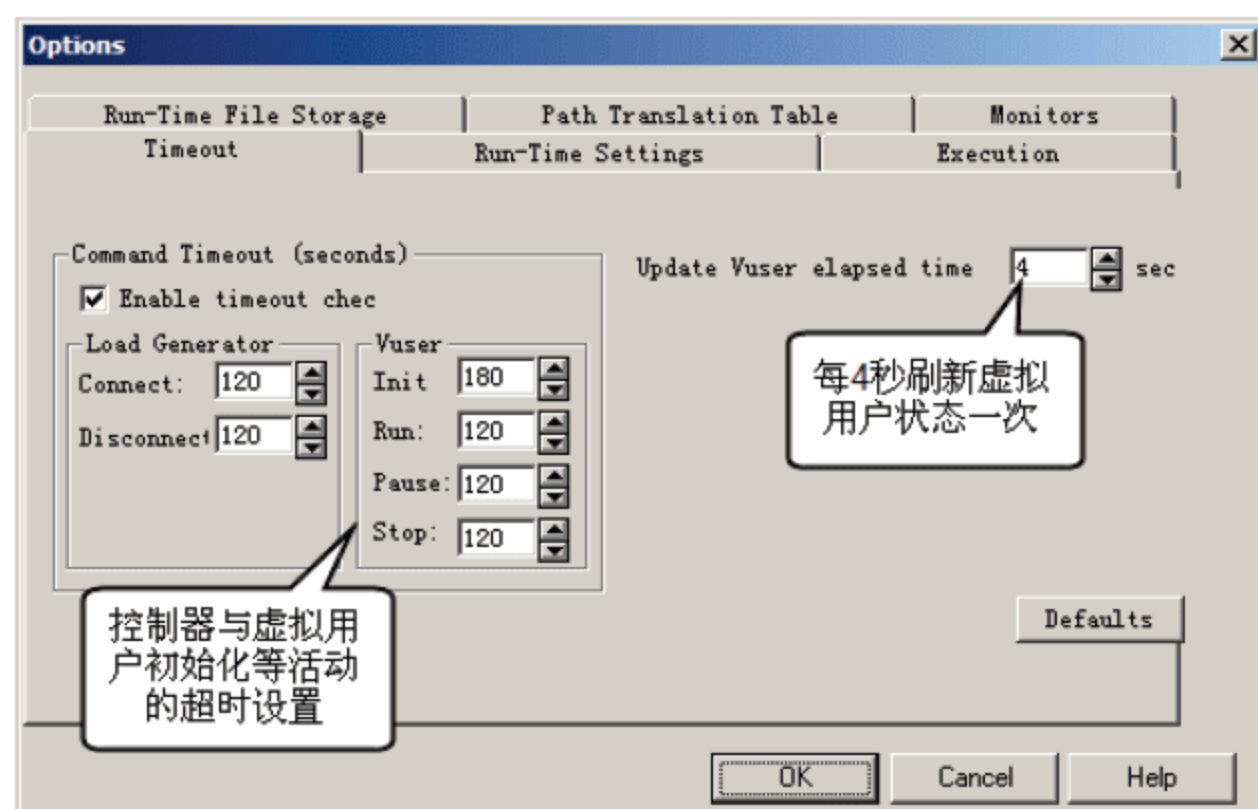 Options
Run-Time File Storage
Path Translation Table
Monitors
Timeout
Run-Time Settings
Execution
Command Timeout (seconds)
Enable timeout chec
Load Generator
Connect: 120
Disconnect 120
Vuser
Init 180
Run: 120
Pause: 120
Stop: 120
Update Vuser elapsed time 4 sec
每4秒刷新虚拟
用户状态一次
控制器与虚拟用
户初始化等活动
的超时设置
Defaults
OK
Cancel
Help